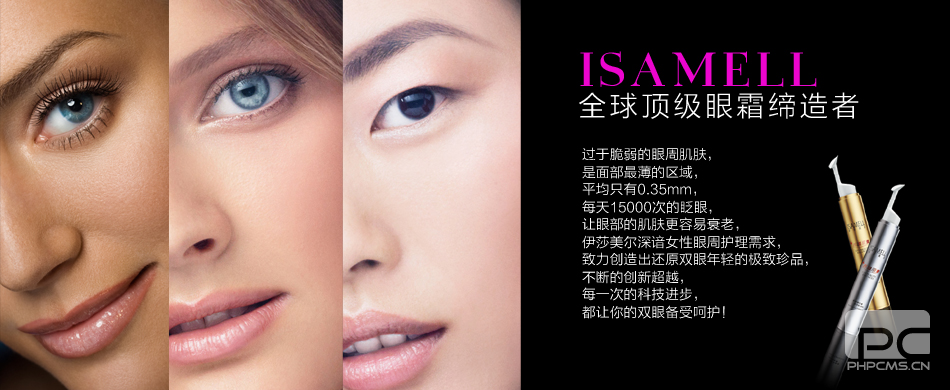 ISAMELL
全球顶级眼霜缔造者
过于脆弱的眼周肌肤，
是面部最薄的区域，
平均只有0.35mm，
每天15000次的眨眼，
让眼部的肌肤更容易衰老，
伊莎美尔深谙女性眼周护理需求，
致力创造出还原双眼年轻的极致珍品，
不断的创新超越，
每一次的科技进步，
都让你的双眼备受呵护！
PC
PHPCMS.CN